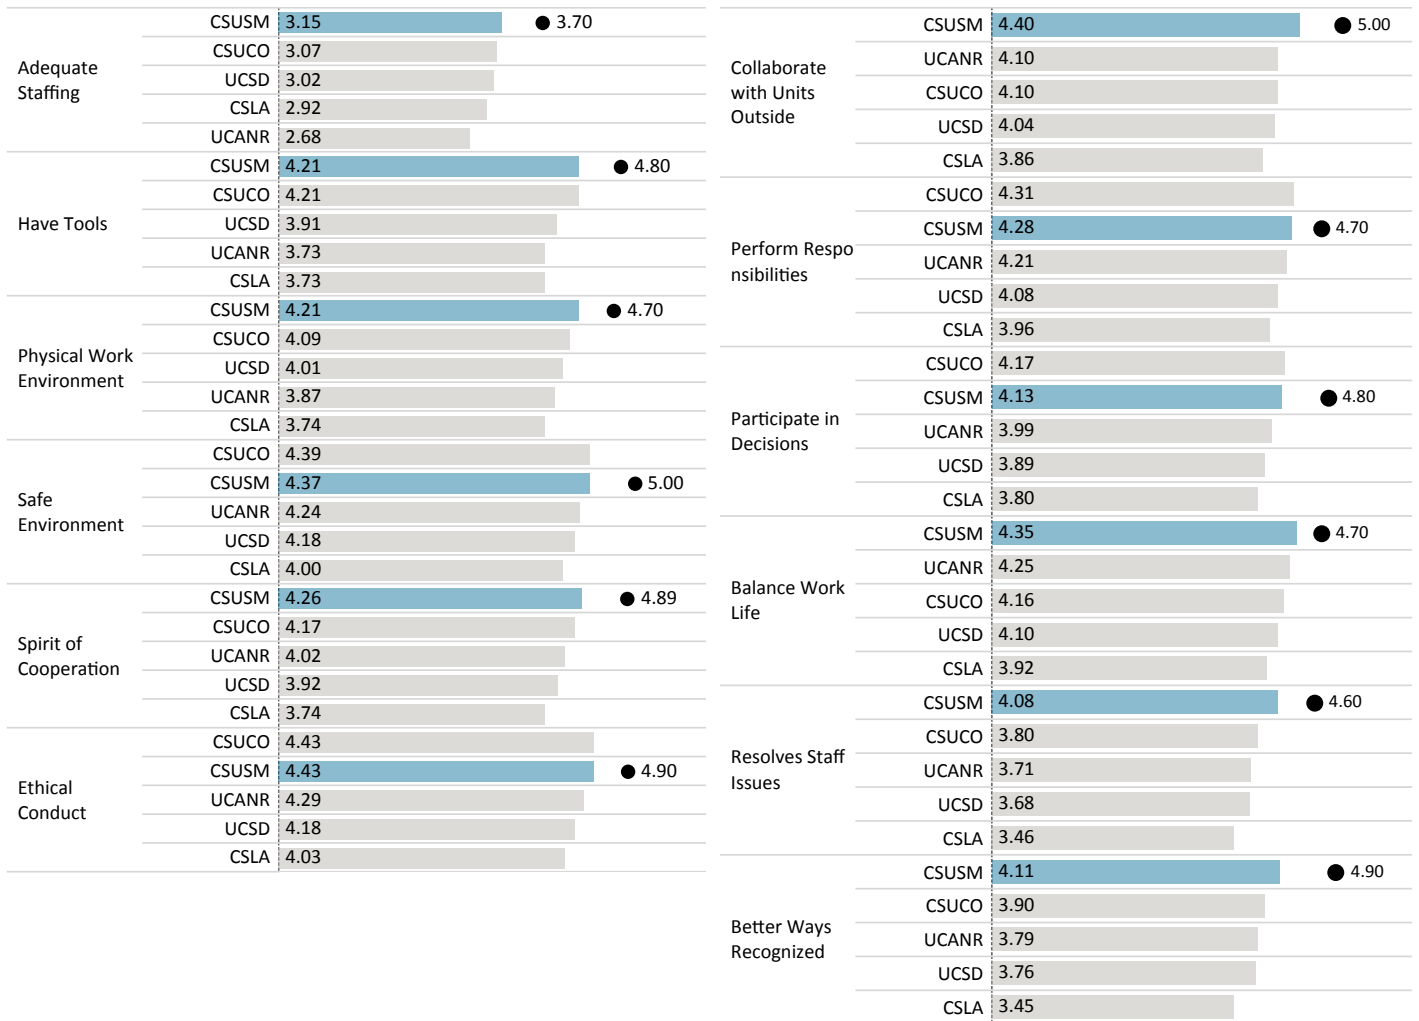 Adequate
Staffing
CSUSM 3.15 3.70
CSUCO 3.07
UCSD 3.02
CSLA 2.92
UCANR 2.68
Have Tools
CSUSM 4.21 4.80
CSUCO 4.21
UCSD 3.91
UCANR 3.73
CSLA 3.73
Physical Work
Environment
CSUSM 4.21 4.70
CSUCO 4.09
UCSD 4.01
UCANR 3.87
CSLA 3.74
Safe
Environment
CSUCO 4.39
CSUSM 4.37 5.00
UCANR 4.24
UCSD 4.18
CSLA 4.00
Spirit of
Cooperation
CSUSM 4.26 4.89
CSUCO 4.17
UCANR 4.02
UCSD 3.92
CSLA 3.74
Ethical
Conduct
CSUCO 4.43
CSUSM 4.43 4.90
UCANR 4.29
UCSD 4.18
CSLA 4.03
Collaborate
with Units
Outside
CSUSM 4.40 5.00
UCANR 4.10
CSUCO 4.10
UCSD 4.04
CSLA 3.86
Perform Respo
nsibilities
CSUCO 4.31
CSUSM 4.28 4.70
UCANR 4.21
UCSD 4.08
CSLA 3.96
Participate in
Decisions
CSUCO 4.17
CSUSM 4.13 4.80
UCANR 3.99
UCSD 3.89
CSLA 3.80
Balance Work
Life
CSUSM 4.35 4.70
UCANR 4.25
CSUCO 4.16
UCSD 4.10
CSLA 3.92
Resolves Staff
Issues
CSUSM 4.08 4.60
CSUCO 3.80
UCANR 3.71
UCSD 3.68
CSLA 3.46
Better Ways
Recognized
CSUSM 4.11 4.90
CSUCO 3.90
UCANR 3.79
UCSD 3.76
CSLA 3.45